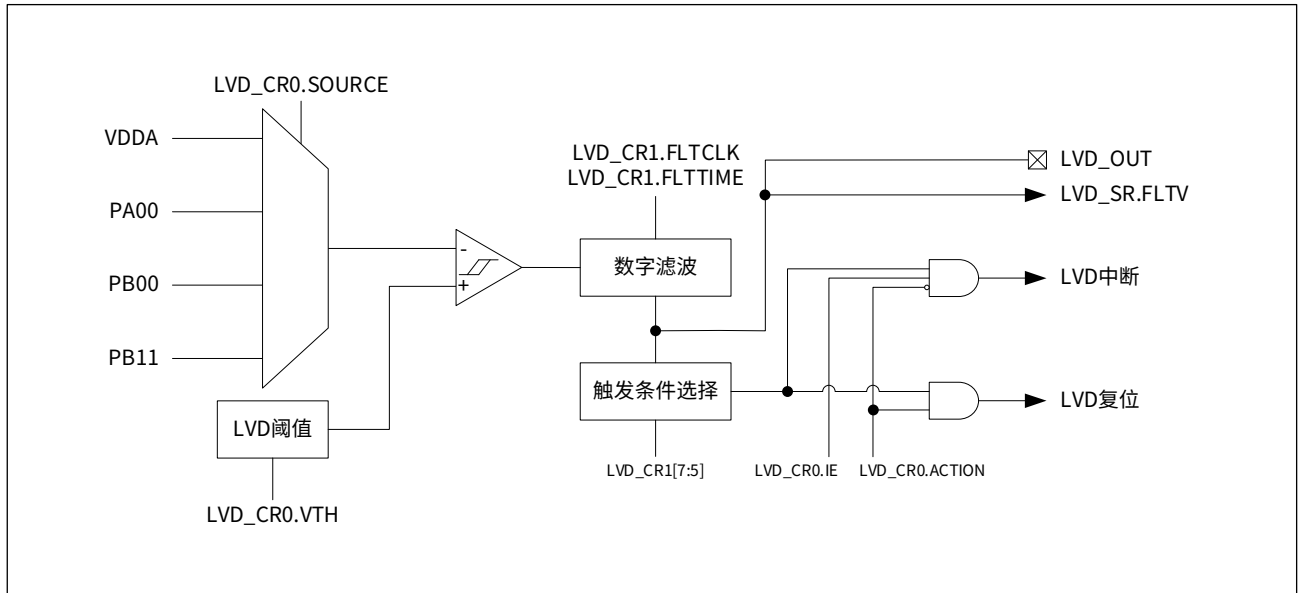 LVD_CR0.SOURCE
VDDA
PA00
PB00
PB11
LVD阈值
LVD_CR0.VTH
-
+
LVD_CR1.FLTCLK
LVD_CR1.FLTTIME
数字滤波
触发条件选择
LVD_CR1[7:5]
LVD_CR0.IE
LVD_CR0.ACTION
LVD_OUT
LVD_SR.FLTV
LVD中断
LVD复位